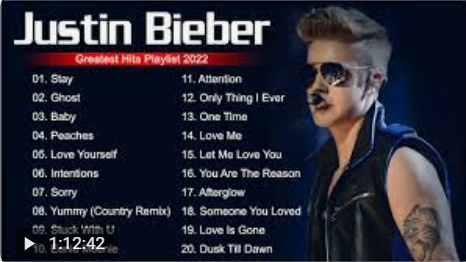 Justin Bieber
Greatest Hits Playlist 2022
01. Stay
02. Ghost
03. Baby
04. Peaches
05. Love Yourself
06. Intentions
07. Sorry
08. Yummy (Country Remix)
09. Stuck With U
10.
11. Attention
12. Only Thing I Ever
13. One Time
14. Love Me
15. Let Me Love You
16. You Are The Reason
17. Afterglow
18. Someone You Loved
19. Love Is Gone
20. Dusk Till Dawn
1:12:42